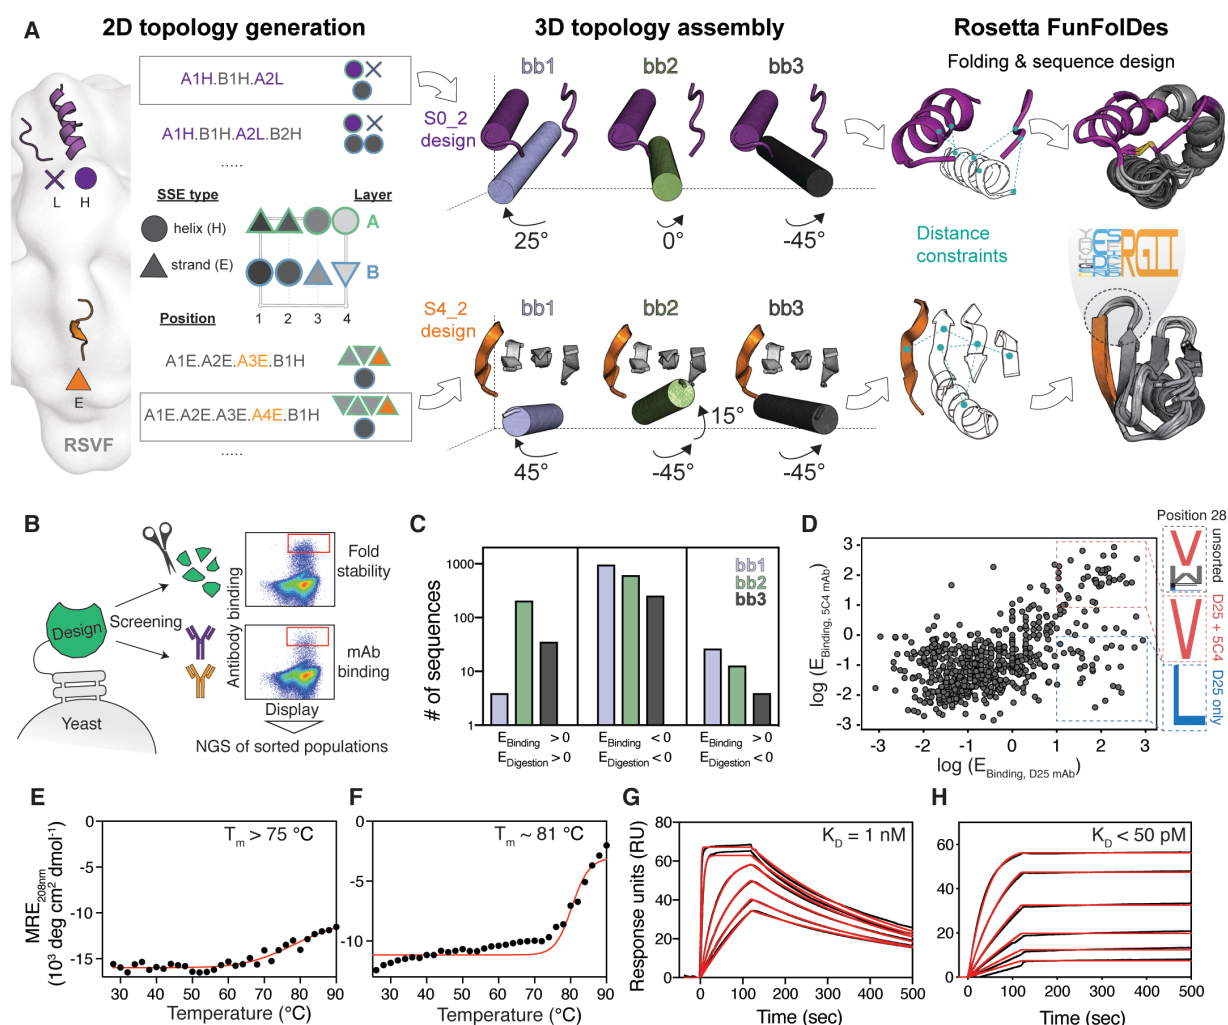 A
2D topology generation
3D topology assembly
Rosetta FunFolDes
A1H.B1H.A2L
A1H.B1H.A2L.B2H
.....
L H
SSE type
Layer
helix (H)
strand (E)
A
B
Position
1 2 3 4
A1E.A2E.A3E.B1H
A1E.A2E.A3E.A4E.B1H
.....
E
RSVF
bb1 bb2 bb3
S0_2
design
25° 0° -45°
S4_2
design
bb1 bb2 bb3
45° -45° 15° -45°
Folding & sequence design
Distance
constraints
RGII
B
Design
Screening
Yeast
Antibody binding
Fold
stability
mAb
binding
Display
NGS of sorted populations
C
# of sequences
1000
100
10
1
bb1
bb2
bb3
EBinding > 0 EBinding < 0 EBinding > 0
EDigestion > 0 EDigestion < 0 EDigestion < 0
D
log (EBinding, 5C4 mAb)
3
2
1
0
-1
-2
-3
-3 -2 -1 0 1 2 3
log (EBinding, D25 mAb)
Position 28
unsorted
V
D25 + 5C4
V
D25 only
L
E
MRE208nm
(10³ deg cm² dmol⁻¹)
Tm > 75 °C
0
-5
-10
-15
30 40 50 60 70 80 90
Temperature (°C)
F
Tm ~ 81 °C
0
-5
-10
30 40 50 60 70 80 90
Temperature (°C)
G
Response units (RU)
KD = 1 nM
80
60
40
20
0
0 100 200 300 400 500
Time (sec)
H
KD < 50 pM
60
40
20
0
0 100 200 300 400 500
Time (sec)